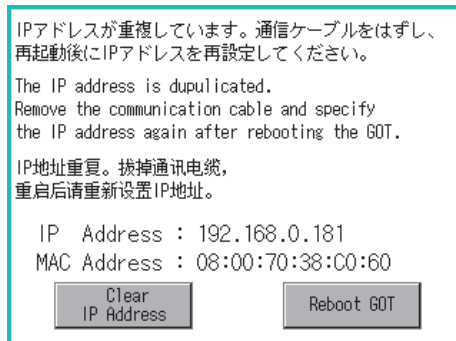 IPアドレスが重複しています。通信ケーブルをはずし、
再起動後にIPアドレスを再設定してください。
The IP address is dupulicated.
Remove the communication cable and specify
the IP address again after rebooting the GOT.
IP地址重复。拔掉通讯电缆,
重启后请重新设置IP地址。
IP Address : 192.168.0.181
MAC Address : 08:00:70:38:C0:60
Clear
IP Address
Reboot GOT